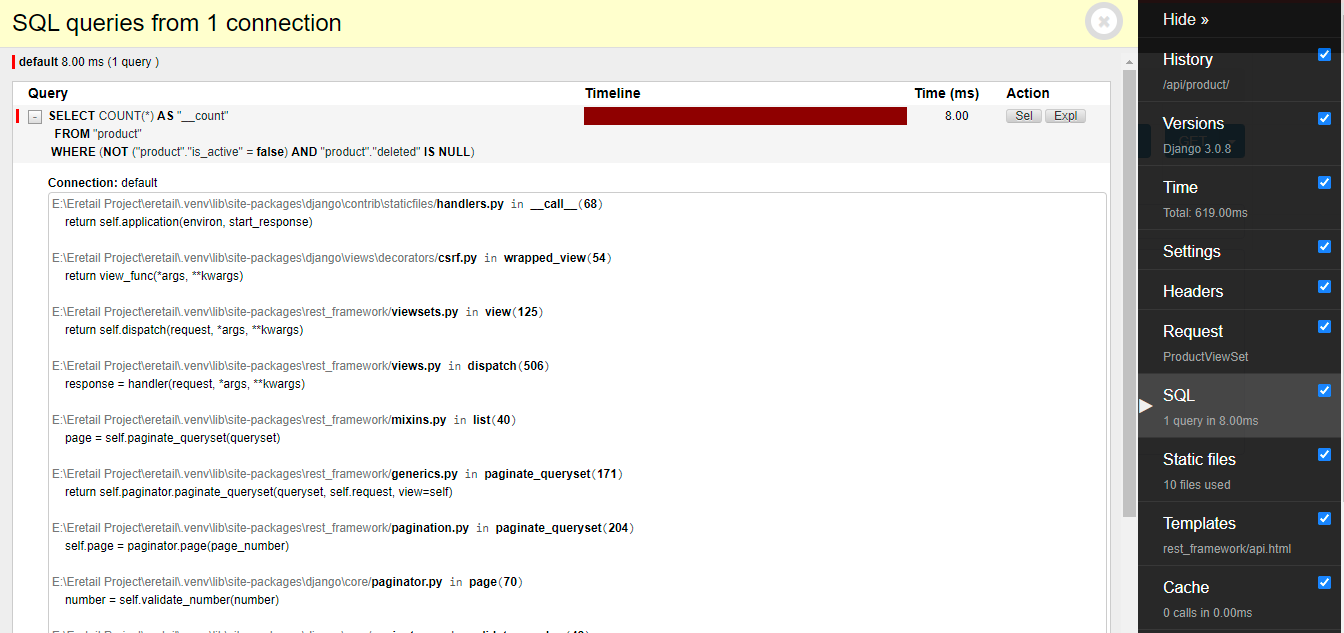 SQL queries from 1 connection
default 8.00 ms (1 query )
Query Timeline Time (ms) Action
- SELECT COUNT(*) AS "__count" 8.00 Sel Expl
FROM "product"
WHERE (NOT ("product"."is_active" = false) AND "product"."deleted" IS NULL)
Connection: default
E:\Eretail Project\eretail\.venv\lib\site-packages\django\contrib\staticfiles/handlers.py in __call__(68)
return self.application(environ, start_response)
E:\Eretail Project\eretail\.venv\lib\site-packages\django\views\decorators/csrf.py in wrapped_view(54)
return view_func(*args, **kwargs)
E:\Eretail Project\eretail\.venv\lib\site-packages\rest_framework/viewsets.py in view(125)
return self.dispatch(request, *args, **kwargs)
E:\Eretail Project\eretail\.venv\lib\site-packages\rest_framework/views.py in dispatch(506)
response = handler(request, *args, **kwargs)
E:\Eretail Project\eretail\.venv\lib\site-packages\rest_framework/mixins.py in list(40)
page = self.paginate_queryset(queryset)
E:\Eretail Project\eretail\.venv\lib\site-packages\rest_framework/generics.py in paginate_queryset(171)
return self.paginator.paginate_queryset(queryset, self.request, view=self)
E:\Eretail Project\eretail\.venv\lib\site-packages\rest_framework/pagination.py in paginate_queryset(204)
self.page = paginator.page(page_number)
E:\Eretail Project\eretail\.venv\lib\site-packages\django\core/paginator.py in page(70)
number = self.validate_number(number)
Hide »
History
/api/product/
Versions
Django 3.0.8
Time
Total: 619.00ms
Settings
Headers
Request
ProductViewSet
SQL
1 query in 8.00ms
Static files
10 files used
Templates
rest_framework/api.html
Cache
0 calls in 0.00ms